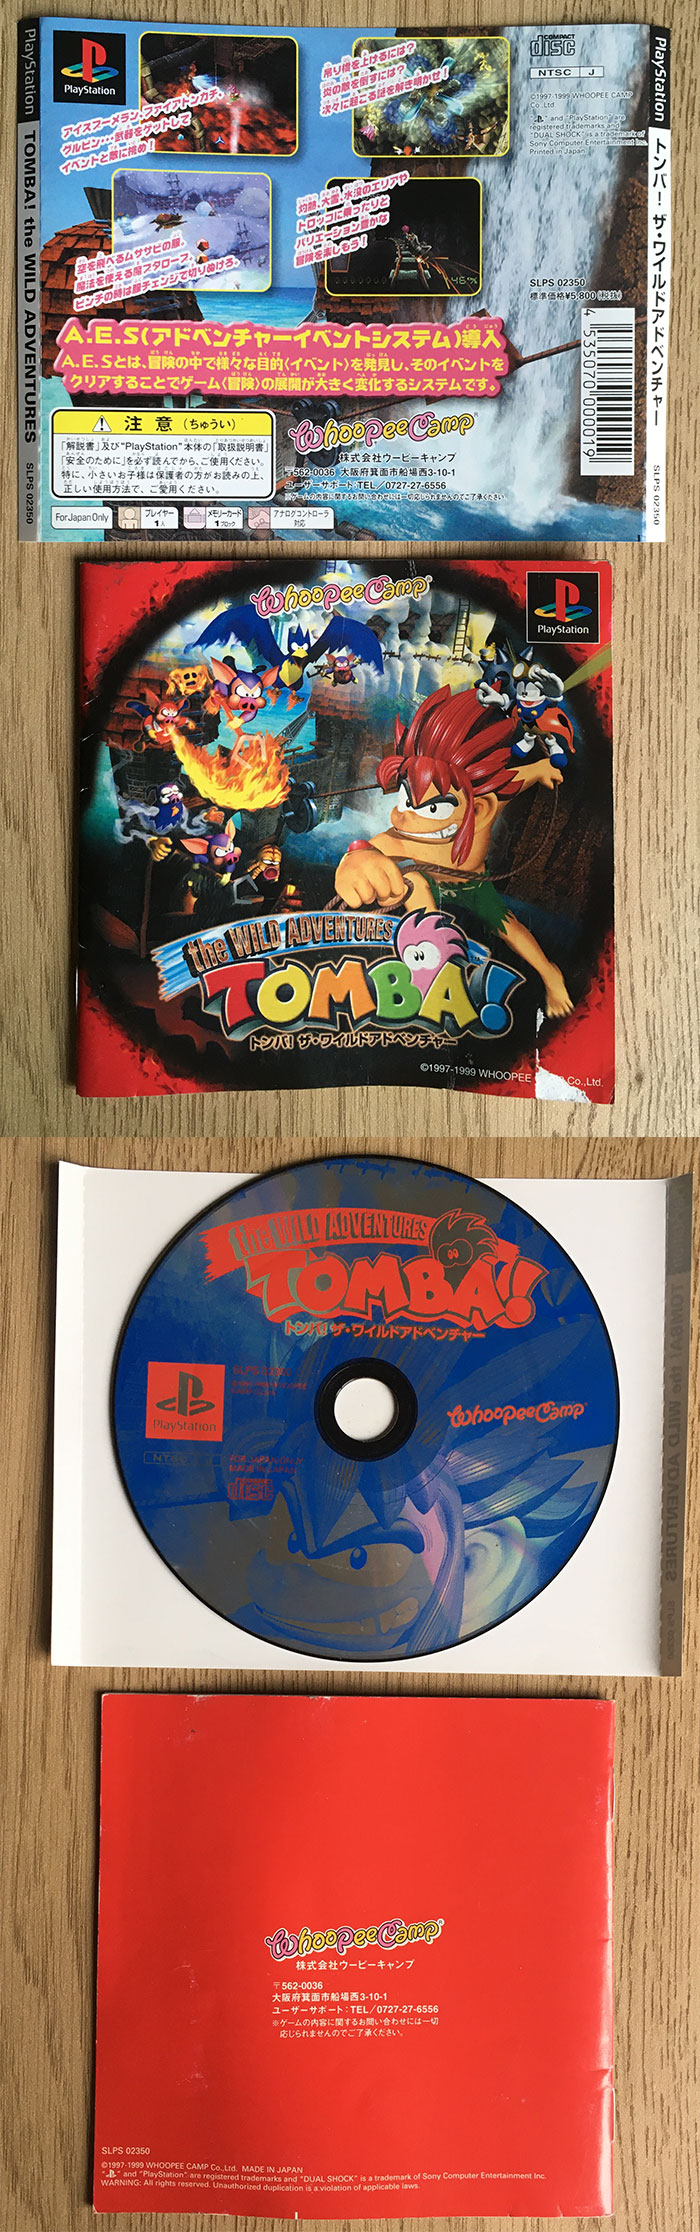 PlayStation
TOMBA! the WILD ADVENTURES
SLPS 02350
PlayStation
アイスブーメラン、ファイアトンガチ、
グルピン…武器をゲットして
イベントと敵に挑め!
吊り橋を上げるには?
炎の敵を倒すには?
次々に起こる謎を解き明かせ!
空を飛べるムササビの服。
魔法を使える魔ブタローブ。
ピンチの時は服チェンジで切りぬけろ。
灼熱、大雪、水没のエリアや
トロッコに乗ったりと
バリエーション豊かな
冒険を楽しもう!
COMPACT
disc
NTSC J
©1997-1999 WHOOPEE CAMP
Co.,Ltd.
" " and "PlayStation" are
registered trademarks and
"DUAL SHOCK" is a trademark of
Sony Computer Entertainment Inc.
Printed in Japan
SLPS 02350
標準価格¥5,800(税抜)
4 535070 000019
A.E.S(アドベンチャーイベントシステム)導入
A.E.Sとは、冒険の中で様々な目的〈イベント〉を発見し、そのイベントを
クリアすることでゲーム〈冒険〉の展開が大きく変化するシステムです。
注意(ちゅうい)
「解説書」及び"PlayStation"本体の「取扱説明書」
「安全のために」を必ず読んでから、ご使用ください。
特に、小さいお子様は保護者の方がお読みの上、
正しい使用方法で、ご愛用ください。
For Japan Only
プレイヤー
1人
メモリーカード
1ブロック
アナログコントローラ
対応
WhoopeeCamp
株式会社ウーピーキャンプ
〒562-0036 大阪府箕面市船場西3-10-1
ユーザーサポート:TEL/0727-27-6556
※ゲームの内容に関するお問い合わせには一切応じられませんのでご了承ください。
PlayStation
トンバ! ザ・ワイルドアドベンチャー
SLPS 02350
WhoopeeCamp
PlayStation
the WILD ADVENTURES
TOMBA!
トンバ! ザ・ワイルドアドベンチャー
©1997-1999 WHOOPEE Co.,Ltd.
the WILD ADVENTURES
TOMBA!
トンバ! ザ・ワイルドアドベンチャー
PlayStation
WhoopeeCamp
FOR JAPAN ONLY
MADE IN JAPAN
disc
WhoopeeCamp
株式会社ウーピーキャンプ
〒562-0036
大阪府箕面市船場西3-10-1
ユーザーサポート:TEL/0727-27-6556
※ゲームの内容に関するお問い合わせには一切
応じられませんのでご了承ください。
SLPS 02350
©1997-1999 WHOOPEE CAMP Co.,Ltd. MADE IN JAPAN
" " and "PlayStation" are registered trademarks and "DUAL SHOCK" is a trademark of Sony Computer Entertainment Inc.
WARNING: All rights reserved. Unauthorized duplication is a violation of applicable laws.